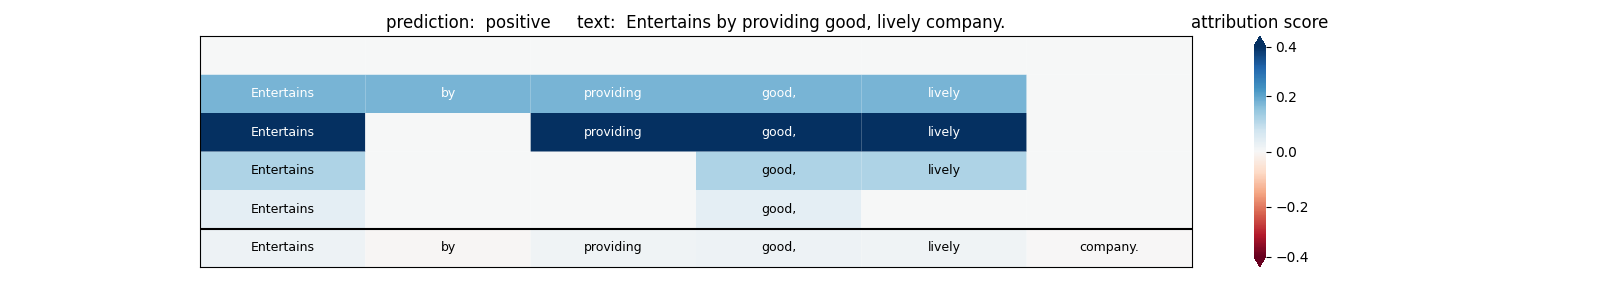 prediction:  positive     text:  Entertains by providing good, lively company.
attribution score
Entertains by providing good, lively
Entertains providing good, lively
Entertains good, lively
Entertains good,
Entertains by providing good, lively company.
0.4
0.2
0.0
−0.2
−0.4